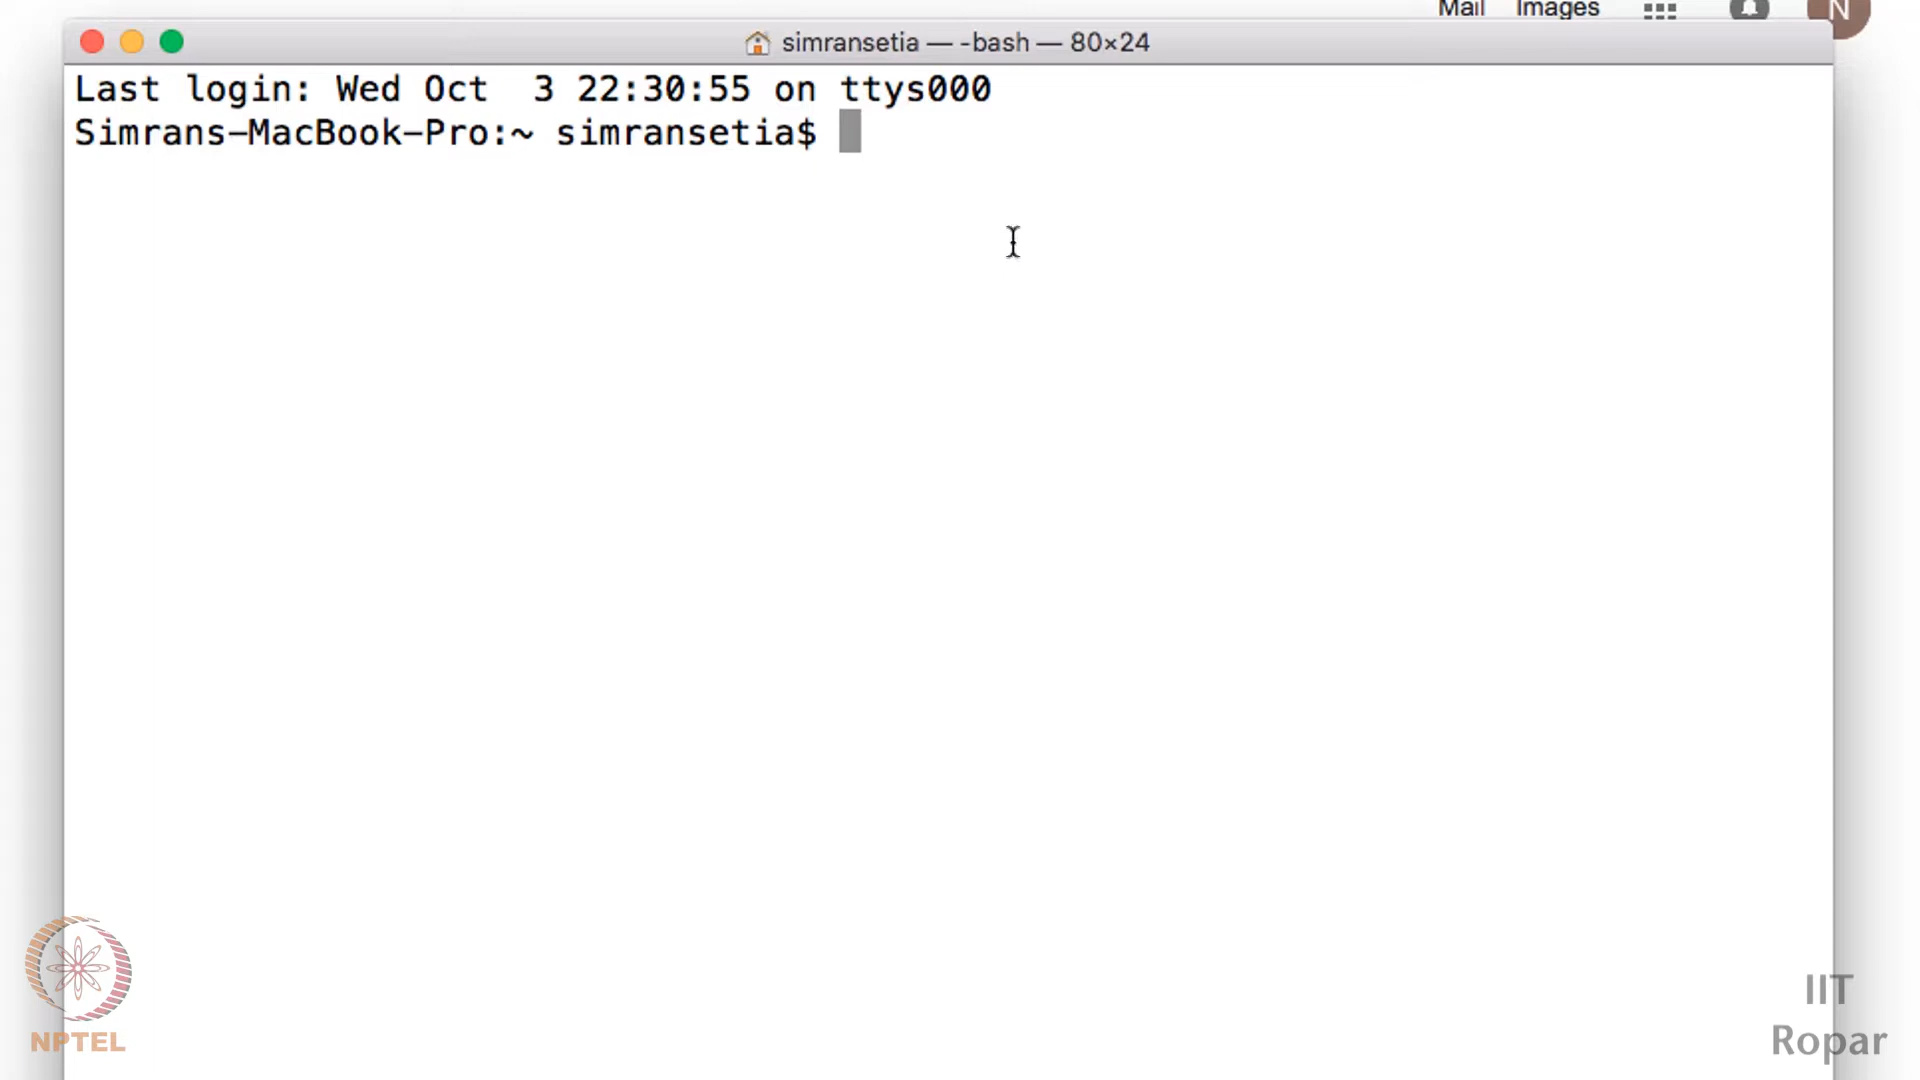 Mail Images N
simransetia — -bash — 80×24
Last login: Wed Oct  3 22:30:55 on ttys000
Simrans-MacBook-Pro:~ simransetia$
NPTEL
IIT
Ropar